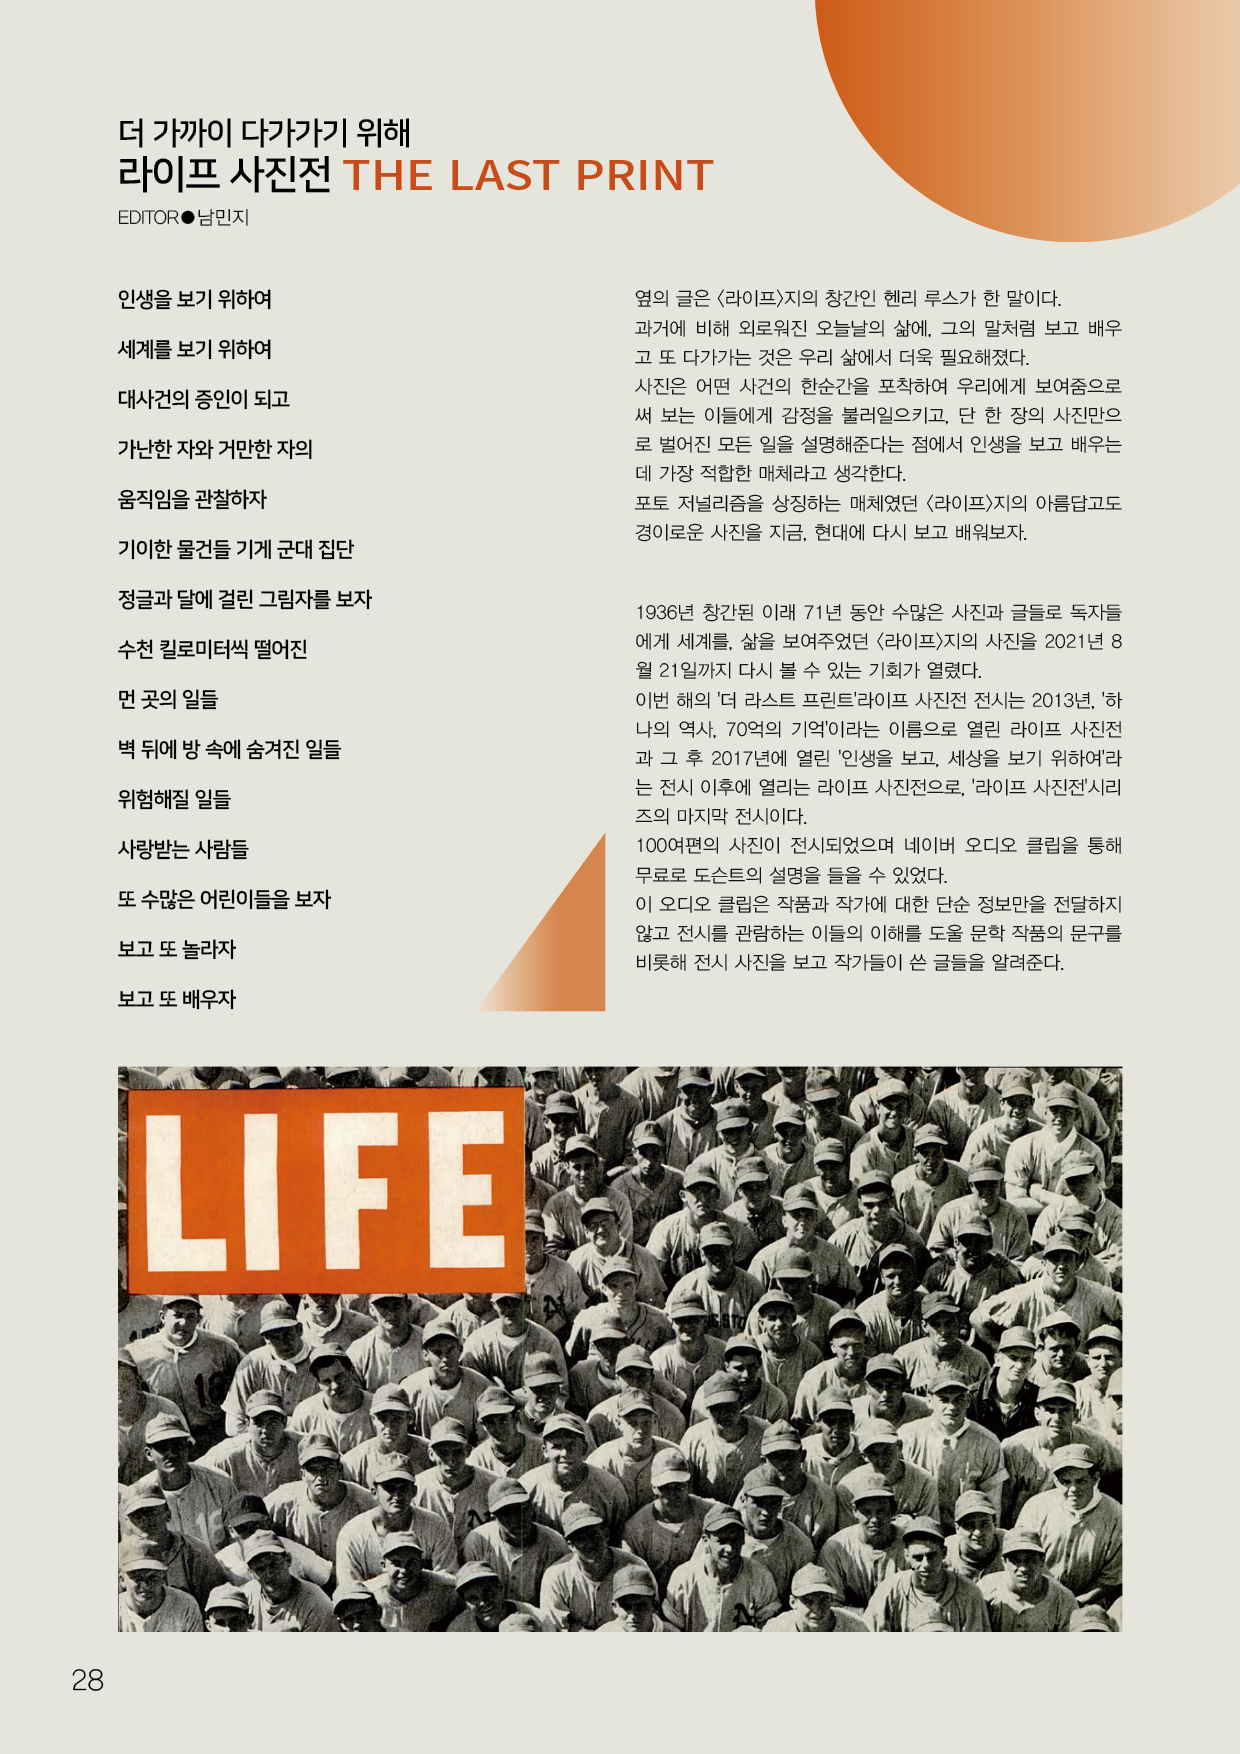 더 가까이 다가가기 위해
라이프 사진전 THE LAST PRINT
EDITOR●남민지
인생을 보기 위하여
세계를 보기 위하여
대사건의 증인이 되고
가난한 자와 거만한 자의
움직임을 관찰하자
기이한 물건들 기게 군대 집단
정글과 달에 걸린 그림자를 보자
수천 킬로미터씩 떨어진
먼 곳의 일들
벽 뒤에 방 속에 숨겨진 일들
위험해질 일들
사랑받는 사람들
또 수많은 어린이들을 보자
보고 또 놀라자
보고 또 배우자
옆의 글은 〈라이프〉지의 창간인 헨리 루스가 한 말이다.
과거에 비해 외로워진 오늘날의 삶에, 그의 말처럼 보고 배우
고 또 다가가는 것은 우리 삶에서 더욱 필요해졌다.
사진은 어떤 사건의 한순간을 포착하여 우리에게 보여줌으로
써 보는 이들에게 감정을 불러일으키고, 단 한 장의 사진만으
로 벌어진 모든 일을 설명해준다는 점에서 인생을 보고 배우는
데 가장 적합한 매체라고 생각한다.
포토 저널리즘을 상징하는 매체였던 〈라이프〉지의 아름답고도
경이로운 사진을 지금, 현대에 다시 보고 배워보자.
1936년 창간된 이래 71년 동안 수많은 사진과 글들로 독자들
에게 세계를, 삶을 보여주었던 〈라이프〉지의 사진을 2021년 8
월 21일까지 다시 볼 수 있는 기회가 열렸다.
이번 해의 '더 라스트 프린트'라이프 사진전 전시는 2013년, '하
나의 역사, 70억의 기억'이라는 이름으로 열린 라이프 사진전
과 그 후 2017년에 열린 '인생을 보고, 세상을 보기 위하여'라
는 전시 이후에 열리는 라이프 사진전으로, '라이프 사진전'시리
즈의 마지막 전시이다.
100여편의 사진이 전시되었으며 네이버 오디오 클립을 통해
무료로 도슨트의 설명을 들을 수 있었다.
이 오디오 클립은 작품과 작가에 대한 단순 정보만을 전달하지
않고 전시를 관람하는 이들의 이해를 도울 문학 작품의 문구를
비롯해 전시 사진을 보고 작가들이 쓴 글들을 알려준다.
LIFE
28